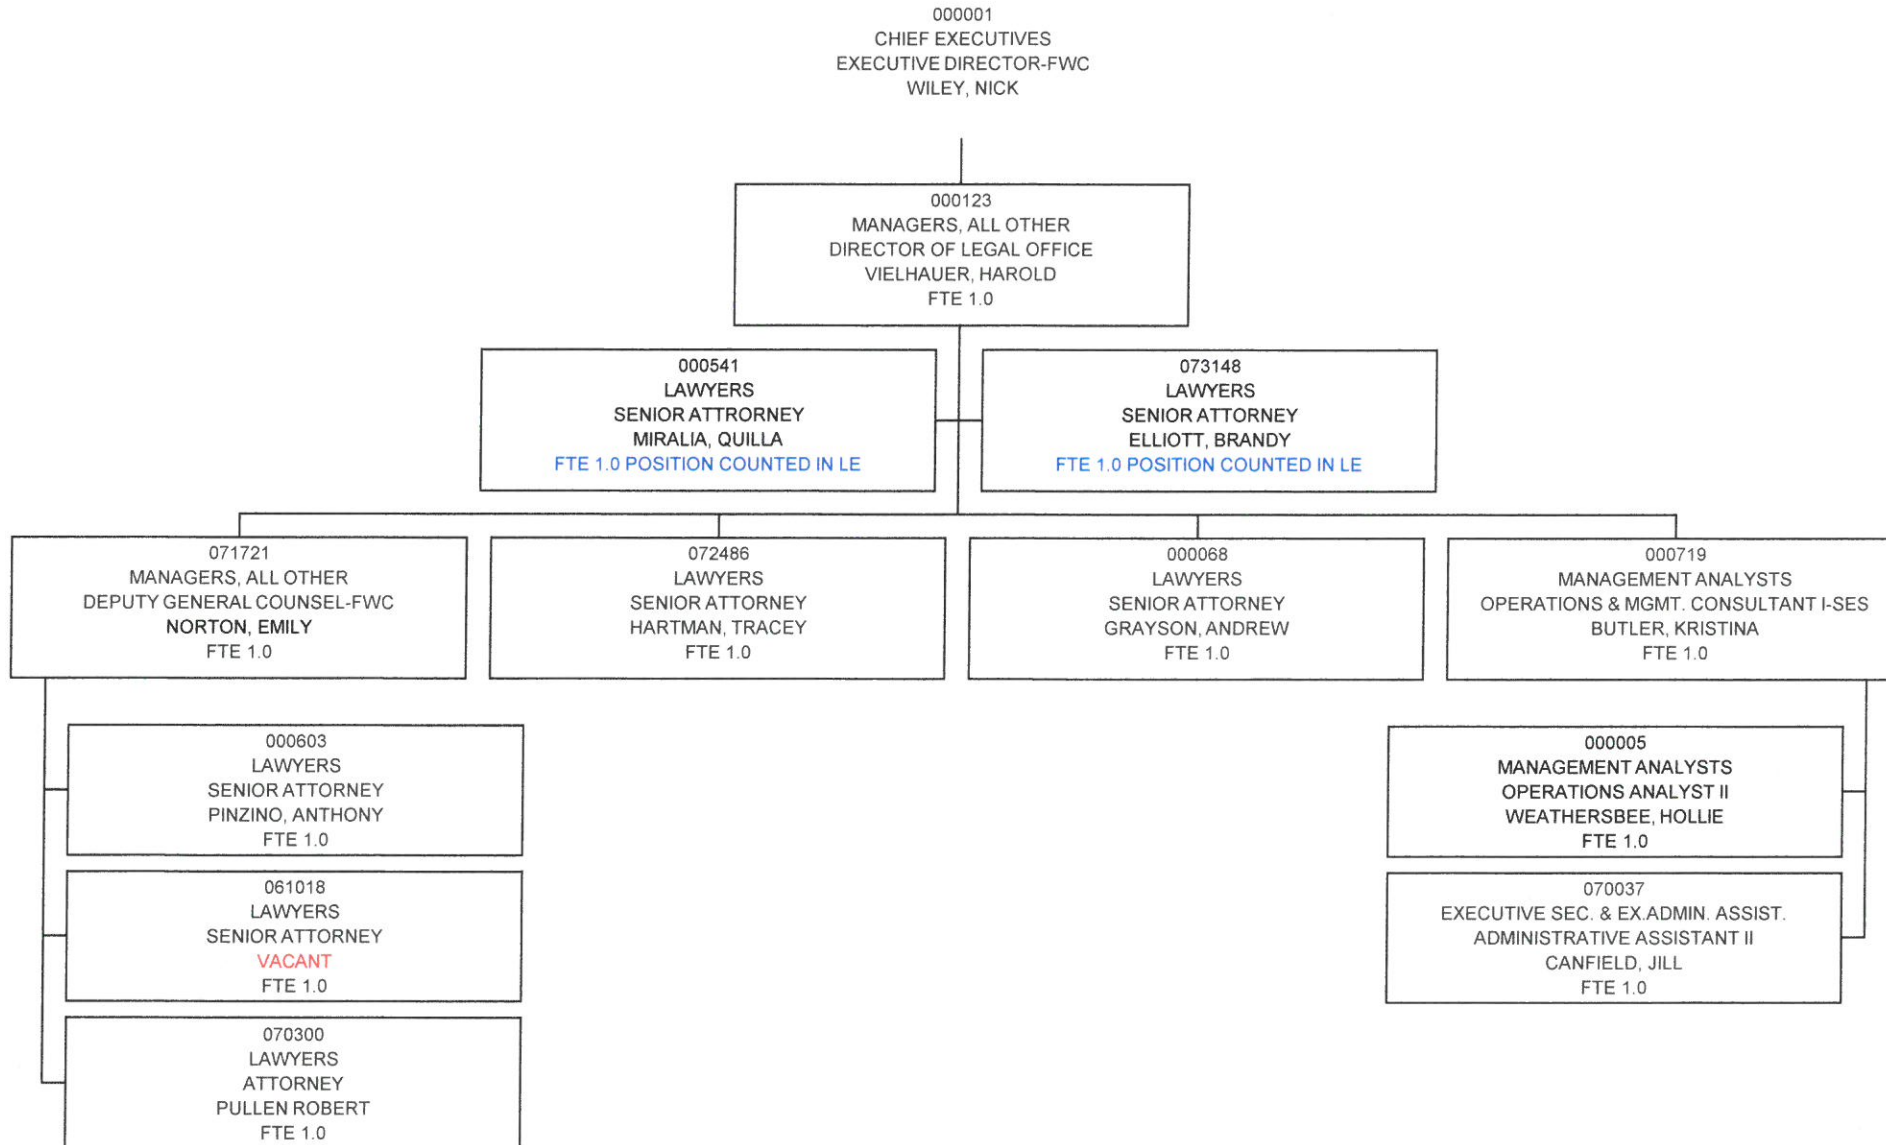 000001
CHIEF EXECUTIVES
EXECUTIVE DIRECTOR-FWC
WILEY, NICK
000123
MANAGERS, ALL OTHER
DIRECTOR OF LEGAL OFFICE
VIELHAUER, HAROLD
FTE 1.0
000541
LAWYERS
SENIOR ATTRORNEY
MIRALIA, QUILLA
FTE 1.0 POSITION COUNTED IN LE
073148
LAWYERS
SENIOR ATTORNEY
ELLIOTT, BRANDY
FTE 1.0 POSITION COUNTED IN LE
071721
MANAGERS, ALL OTHER
DEPUTY GENERAL COUNSEL-FWC
NORTON, EMILY
FTE 1.0
072486
LAWYERS
SENIOR ATTORNEY
HARTMAN, TRACEY
FTE 1.0
000068
LAWYERS
SENIOR ATTORNEY
GRAYSON, ANDREW
FTE 1.0
000719
MANAGEMENT ANALYSTS
OPERATIONS & MGMT. CONSULTANT I-SES
BUTLER, KRISTINA
FTE 1.0
000603
LAWYERS
SENIOR ATTORNEY
PINZINO, ANTHONY
FTE 1.0
061018
LAWYERS
SENIOR ATTORNEY
VACANT
FTE 1.0
070300
LAWYERS
ATTORNEY
PULLEN ROBERT
FTE 1.0
000005
MANAGEMENT ANALYSTS
OPERATIONS ANALYST II
WEATHERSBEE, HOLLIE
FTE 1.0
070037
EXECUTIVE SEC. & EX.ADMIN. ASSIST.
ADMINISTRATIVE ASSISTANT II
CANFIELD, JILL
FTE 1.0